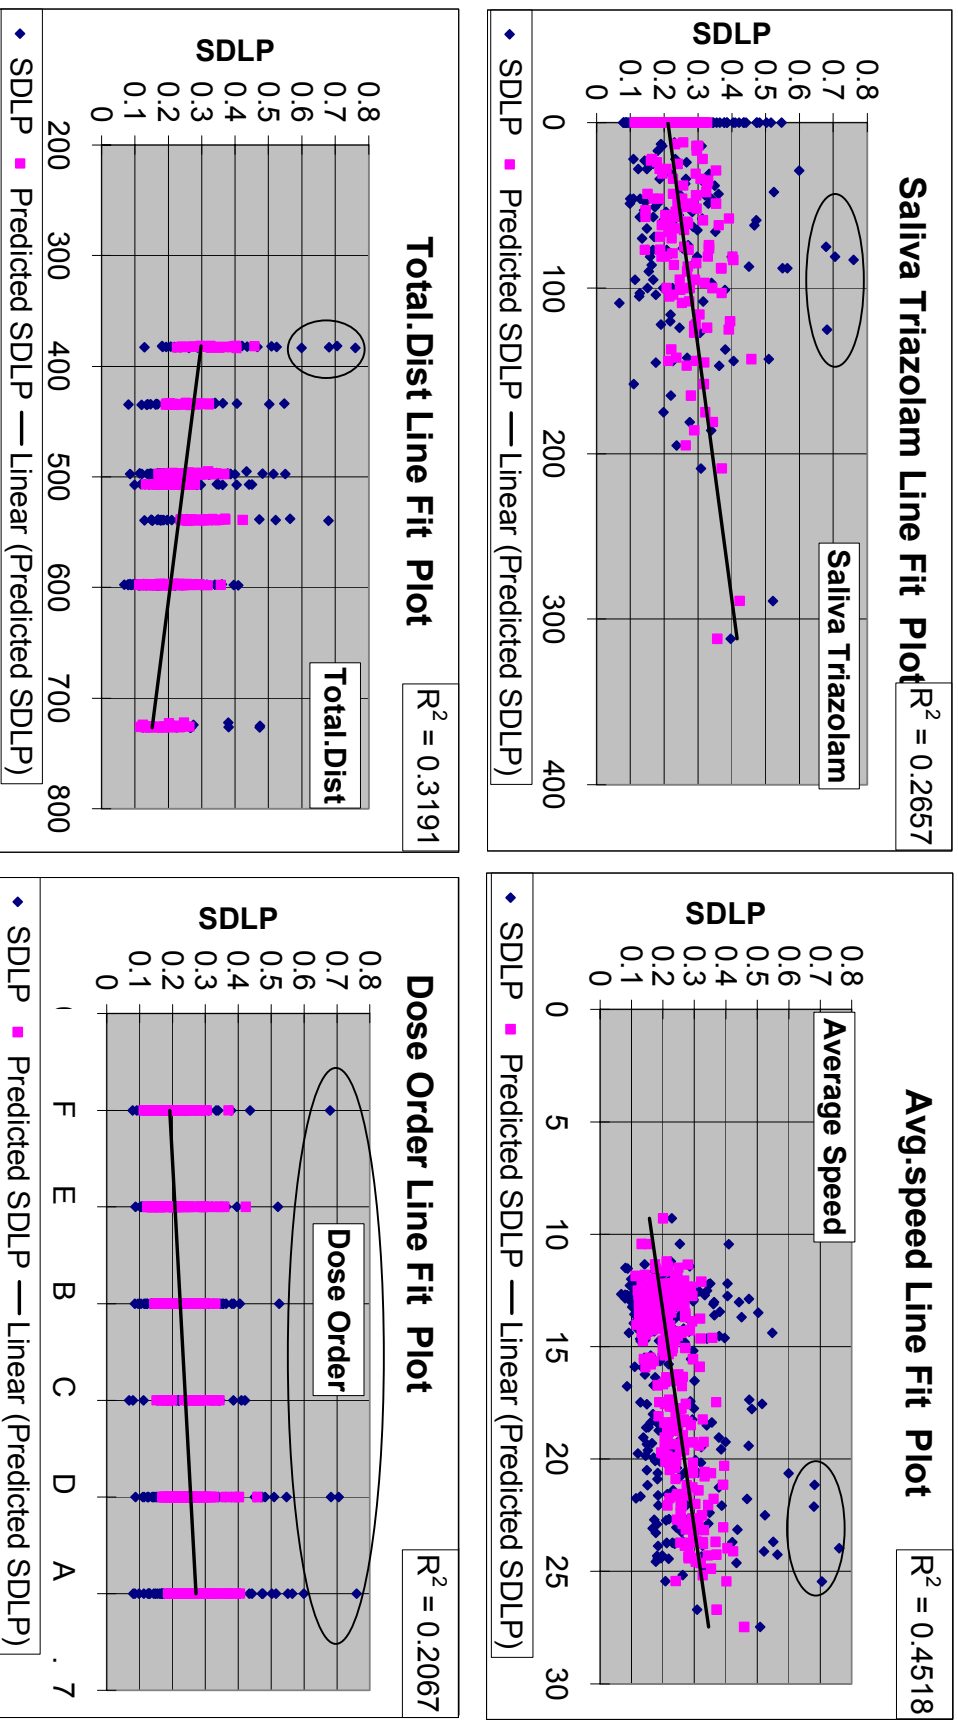 Saliva Triazolam Line Fit Plot
R² = 0.2657
SDLP
0.8
0.7
0.6
0.5
0.4
0.3
0.2
0.1
0
0 100 200 300 400
Saliva Triazolam
SDLP Predicted SDLP Linear (Predicted SDLP)
Avg.speed Line Fit Plot
R² = 0.4518
SDLP
0.8
0.7
0.6
0.5
0.4
0.3
0.2
0.1
0
0 5 10 15 20 25 30
Average Speed
SDLP Predicted SDLP Linear (Predicted SDLP)
Total.Dist Line Fit Plot
R² = 0.3191
SDLP
0.8
0.7
0.6
0.5
0.4
0.3
0.2
0.1
0
200 300 400 500 600 700 800
Total.Dist
SDLP Predicted SDLP Linear (Predicted SDLP)
Dose Order Line Fit Plot
R² = 0.2067
SDLP
0.8
0.7
0.6
0.5
0.4
0.3
0.2
0.1
0
F E B C D A 7
Dose Order
SDLP Predicted SDLP Linear (Predicted SDLP)